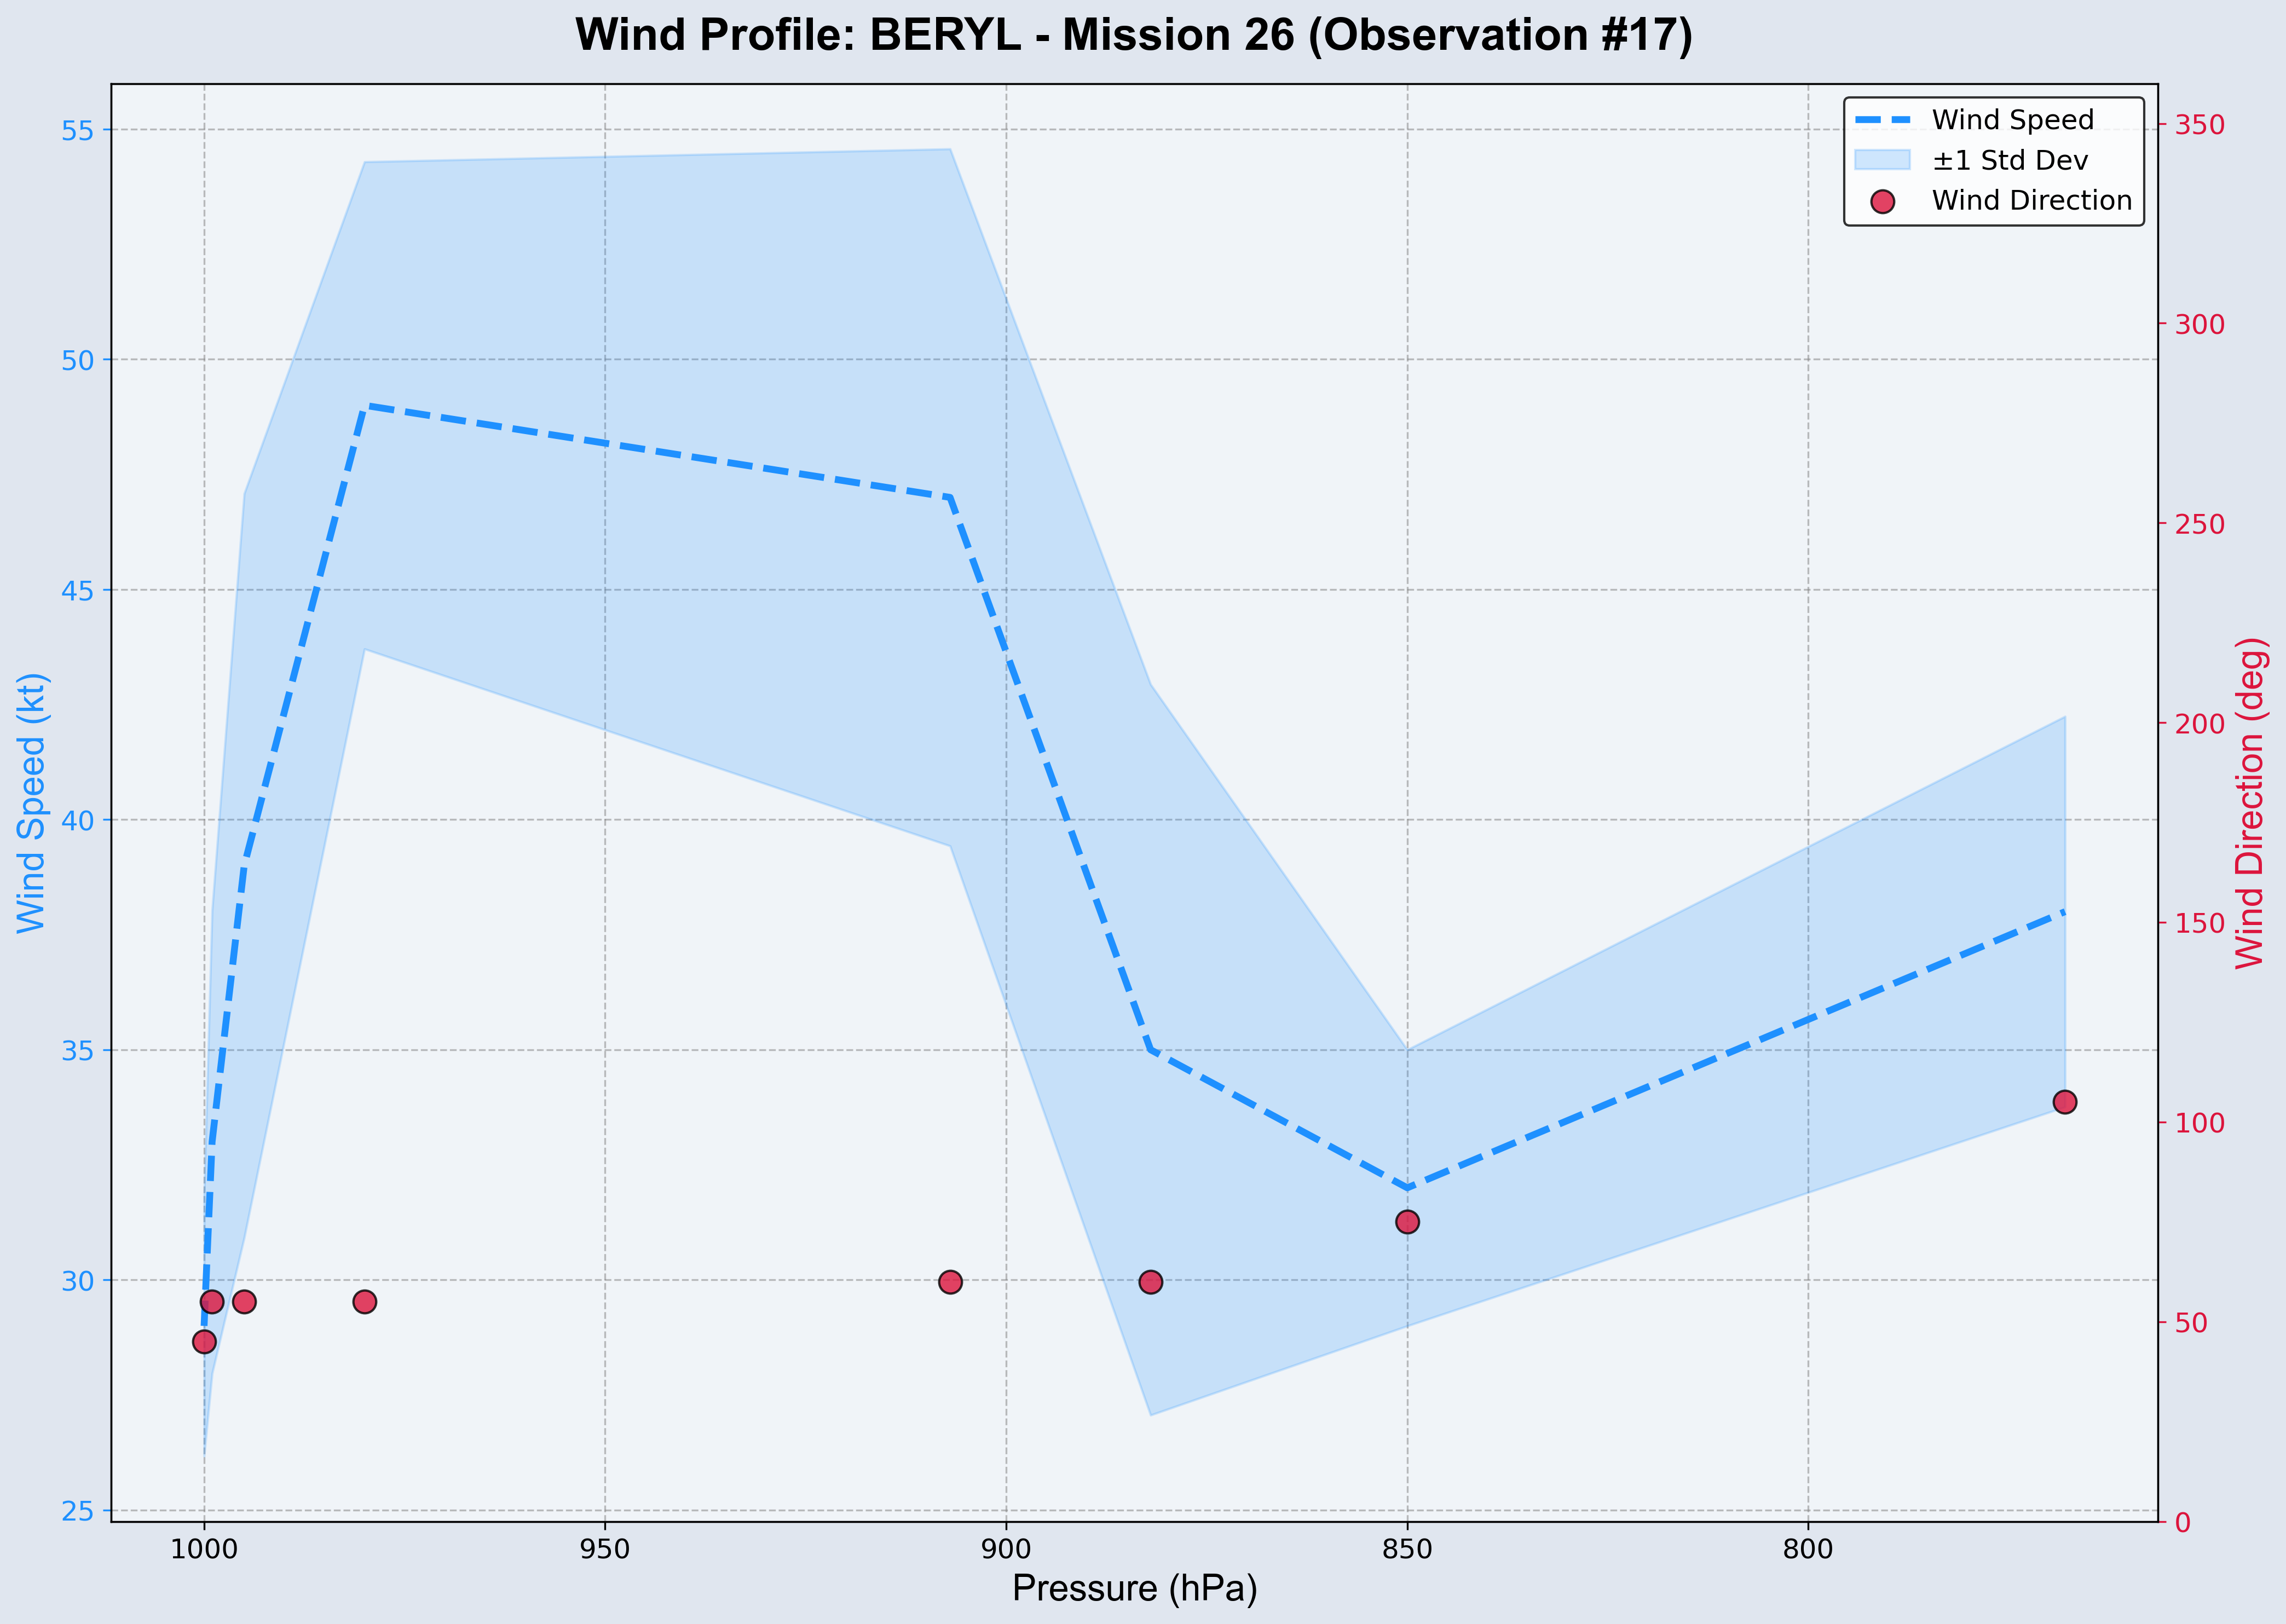 Wind Profile: BERYL - Mission 26 (Observation #17)
Wind Speed
±1 Std Dev
Wind Direction
Wind Speed (kt)
55
50
45
40
35
30
25
Wind Direction (deg)
350
300
250
200
150
100
50
0
1000 950 900 850 800
Pressure (hPa)